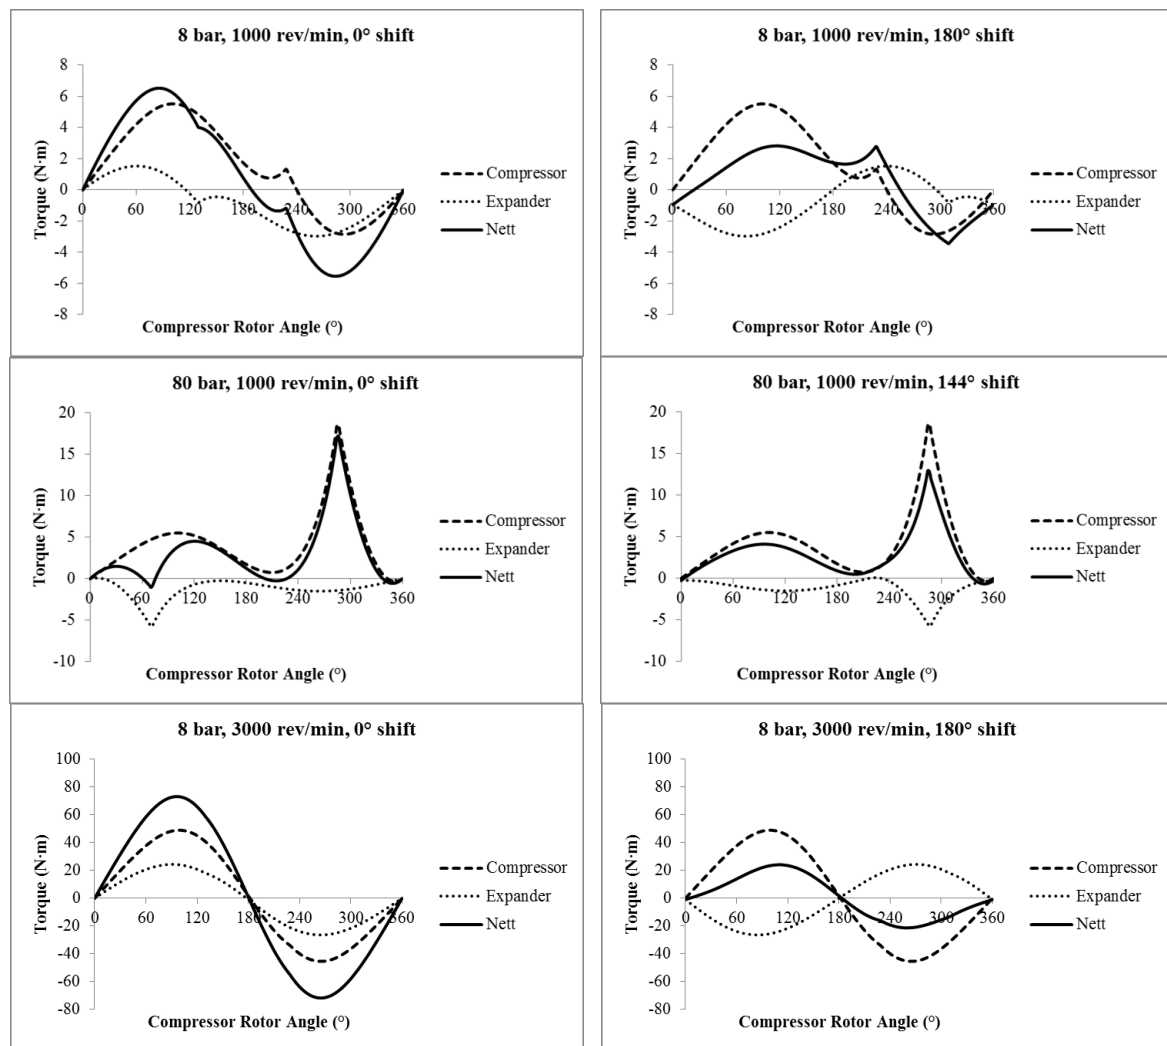 8 bar, 1000 rev/min, 0° shift
8
6
4
2
0
-2
-4
-6
-8
0
60
120
180
240
300
360
Torque (N·m)
Compressor Rotor Angle (°)
Compressor
Expander
Nett
8 bar, 1000 rev/min, 180° shift
8
6
4
2
0
-2
-4
-6
-8
0
60
120
180
240
300
360
Torque (N·m)
Compressor Rotor Angle (°)
Compressor
Expander
Nett
80 bar, 1000 rev/min, 0° shift
20
15
10
5
0
-5
-10
0
60
120
180
240
300
360
Torque (N·m)
Compressor Rotor Angle (°)
Compressor
Expander
Nett
80 bar, 1000 rev/min, 144° shift
20
15
10
5
0
-5
-10
0
60
120
180
240
300
360
Torque (N·m)
Compressor Rotor Angle (°)
Compressor
Expander
Nett
8 bar, 3000 rev/min, 0° shift
100
80
60
40
20
0
-20
-40
-60
-80
0
60
120
180
240
300
360
Torque (N·m)
Compressor Rotor Angle (°)
Compressor
Expander
Nett
8 bar, 3000 rev/min, 180° shift
100
80
60
40
20
0
-20
-40
-60
-80
0
60
120
180
240
300
360
Torque (N·m)
Compressor Rotor Angle (°)
Compressor
Expander
Nett